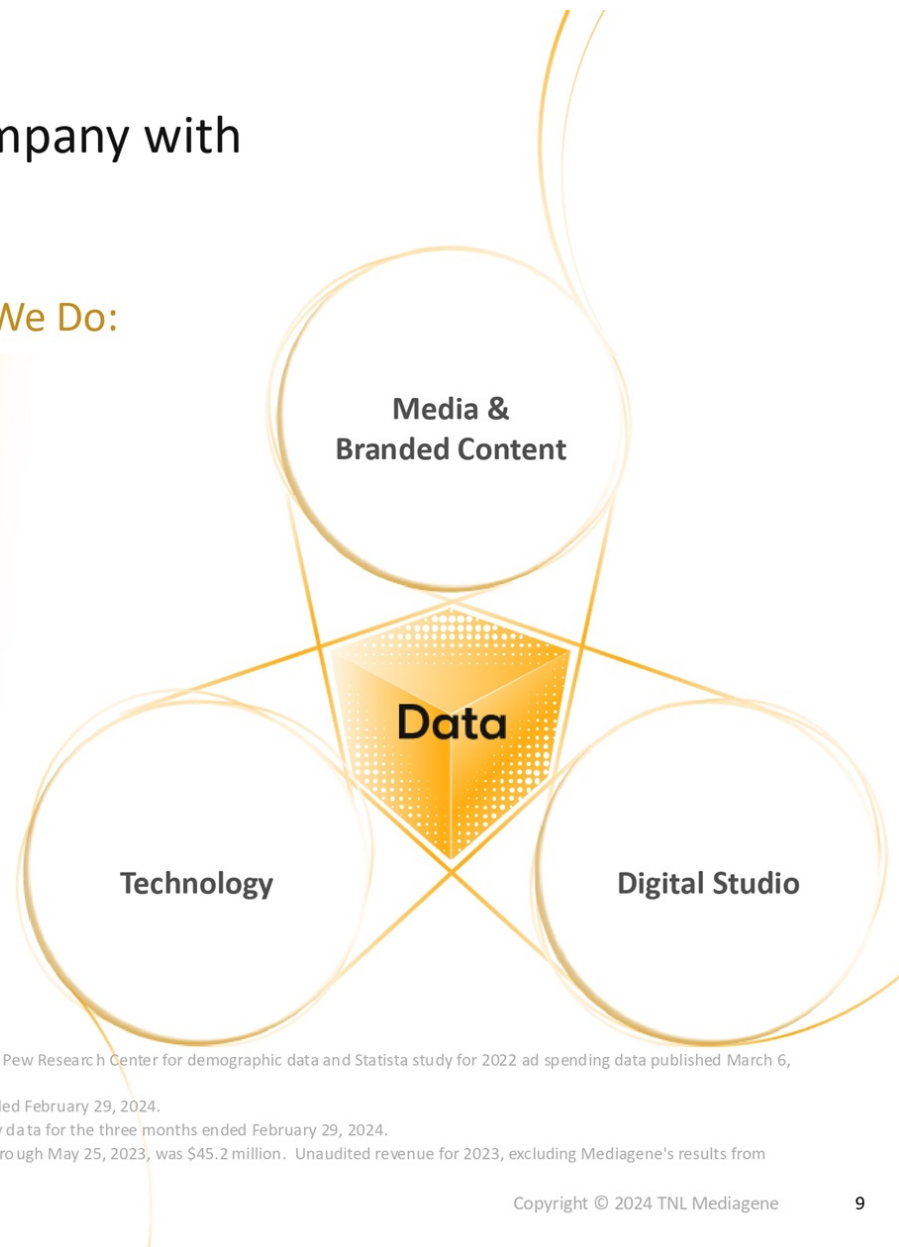 mpany with
We Do:
Media &
Branded Content
Data
Technology
Digital Studio
Pew Research Center for demographic data and Statista study for 2022 ad spending data published March 6,
ed February 29, 2024.
data for the three months ended February 29, 2024.
rough May 25, 2023, was $45.2 million. Unaudited revenue for 2023, excluding Mediagene's results from
Copyright © 2024 TNL Mediagene
9